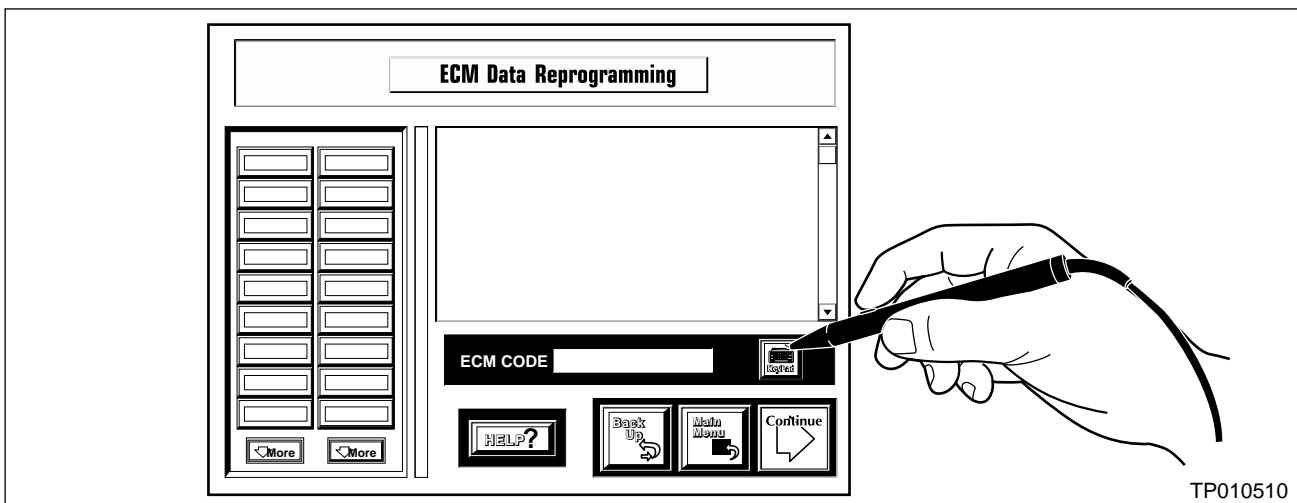 ECM Data Reprogramming
ECM CODE
KeyPad
HELP?
Back
Up
Main
Menu
Continue
More
More
TP010510